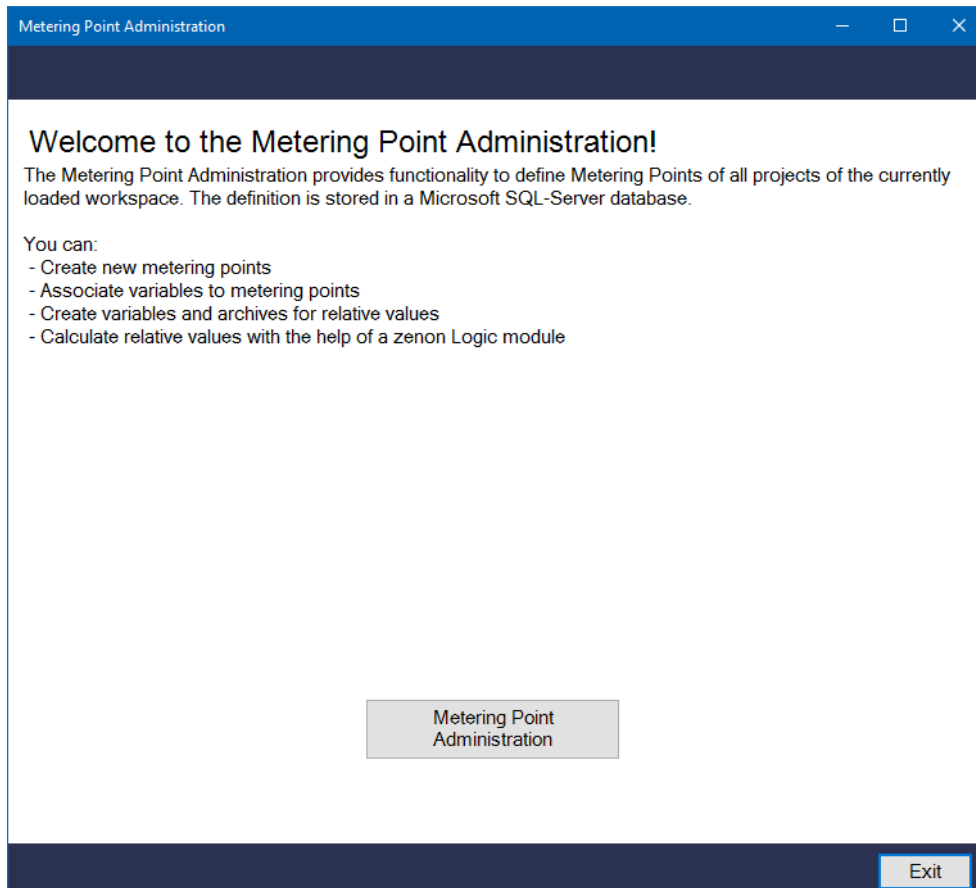 Metering Point Administration
Welcome to the Metering Point Administration!
The Metering Point Administration provides functionality to define Metering Points of all projects of the currently
loaded workspace. The definition is stored in a Microsoft SQL-Server database.
You can:
- Create new metering points
- Associate variables to metering points
- Create variables and archives for relative values
- Calculate relative values with the help of a zenon Logic module
Metering Point
Administration
Exit